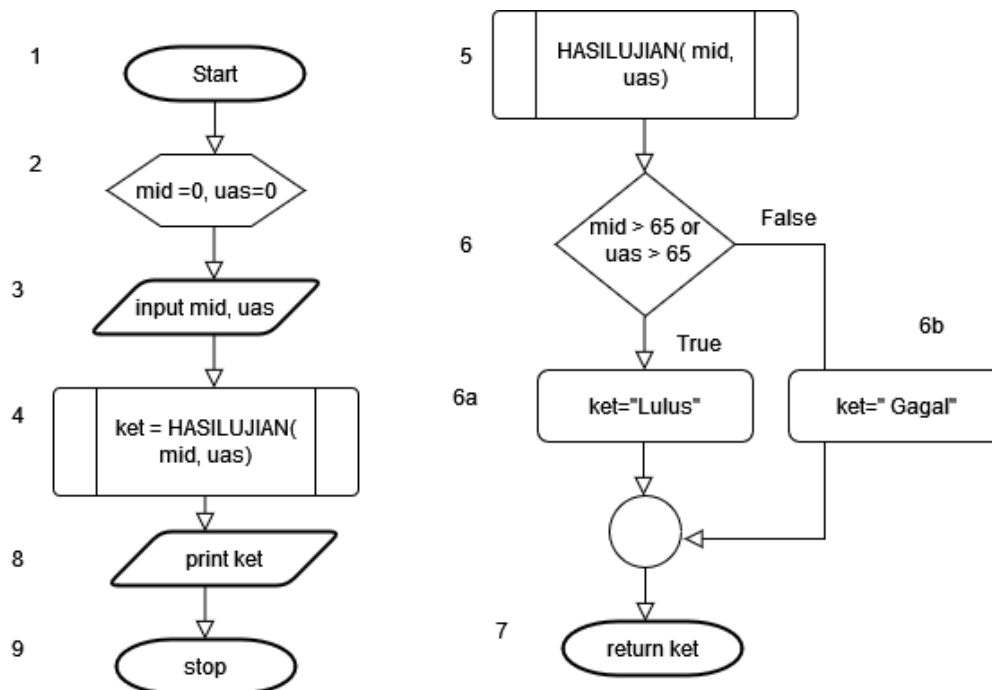 1
Start
2
mid =0, uas=0
3
input mid, uas
4
ket = HASILUJIAN(
mid, uas)
8
print ket
9
stop
5
HASILUJIAN( mid,
uas)
6
mid > 65 or
uas > 65
False
True
6a
ket="Lulus"
6b
ket=" Gagal"
7
return ket